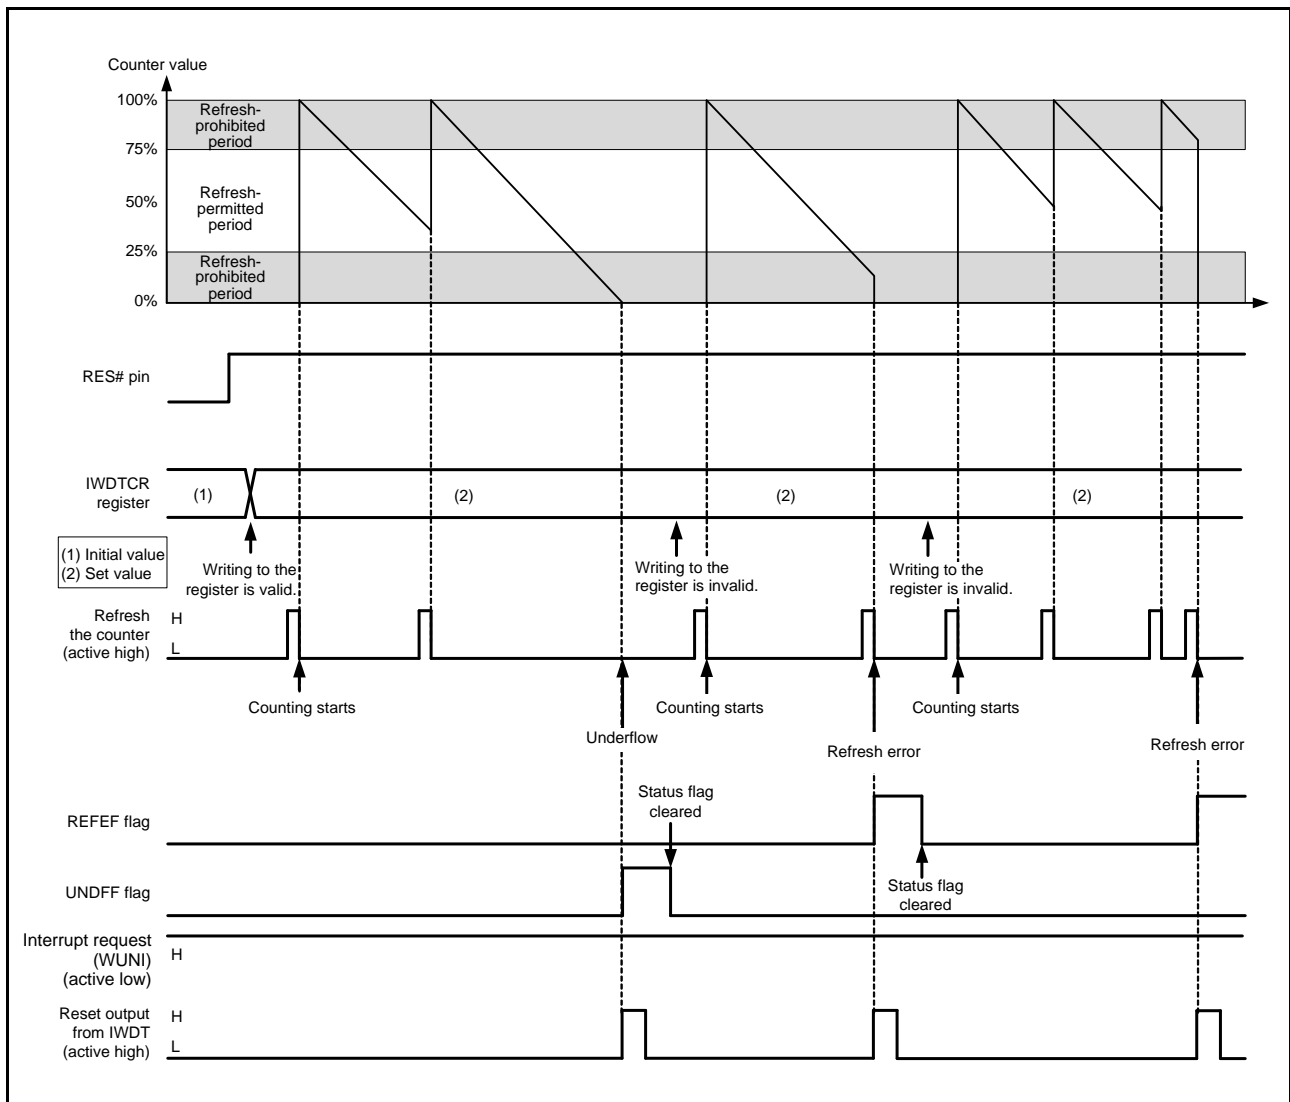 Counter value
100%
Refresh-
prohibited
period
75%
50%
Refresh-
permitted
period
25%
Refresh-
prohibited
period
0%
RES# pin
IWDTCR
register
(1)
(2)
(2)
(2)
(1) Initial value
(2) Set value
Writing to the
register is valid.
Writing to the
register is invalid.
Writing to the
register is invalid.
Refresh
the counter
(active high)
H
L
Counting starts
Counting starts
Counting starts
Underflow
Refresh error
Refresh error
Status flag
cleared
REFEF flag
Status flag
cleared
UNDFF flag
Interrupt request
(WUNI)
(active low)
H
Reset output
from IWDT
(active high)
H
L